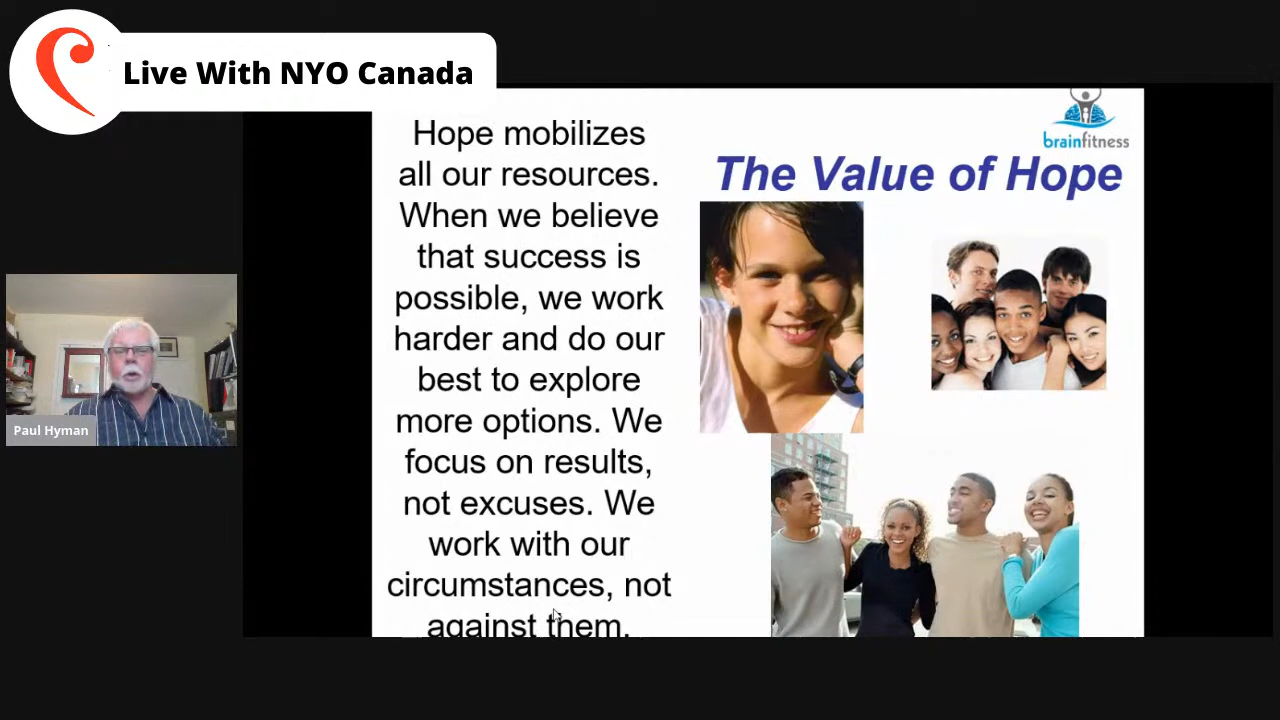 Live With NYO Canada
brainfitness
The Value of Hope
Hope mobilizes
all our resources.
When we believe
that success is
possible, we work
harder and do our
best to explore
more options. We
focus on results,
not excuses. We
work with our
circumstances, not
against them.
Paul Hyman